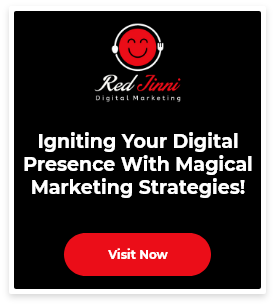 Red Jinni
Digital Marketing
Igniting Your Digital
Presence With Magical
Marketing Strategies!
Visit Now